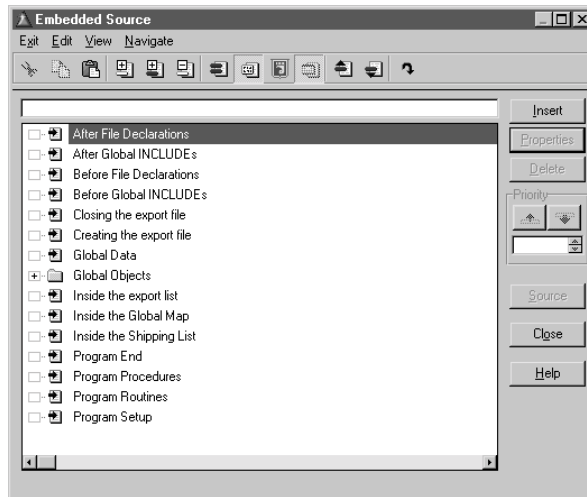 Embedded Source
Exit Edit View Navigate
Insert
After File Declarations
Properties
After Global INCLUDEs
Before File Declarations
Delete
Before Global INCLUDEs
Priority
Closing the export file
Creating the export file
Global Data
Global Objects
Inside the export list
Source
Inside the Global Map
Inside the Shipping List
Close
Program End
Program Procedures
Help
Program Routines
Program Setup